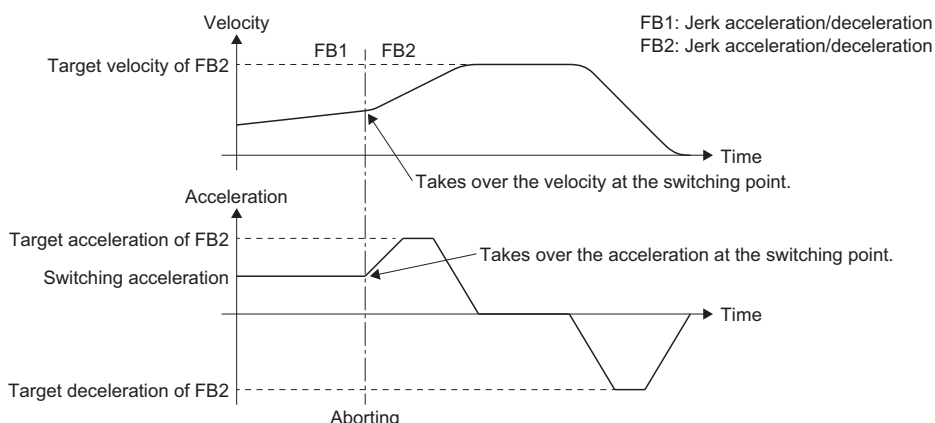 Velocity
FB1: Jerk acceleration/deceleration
FB2: Jerk acceleration/deceleration
FB1
FB2
Target velocity of FB2
Time
Takes over the velocity at the switching point.
Acceleration
Target acceleration of FB2
Takes over the acceleration at the switching point.
Switching acceleration
Time
Target deceleration of FB2
Aborting